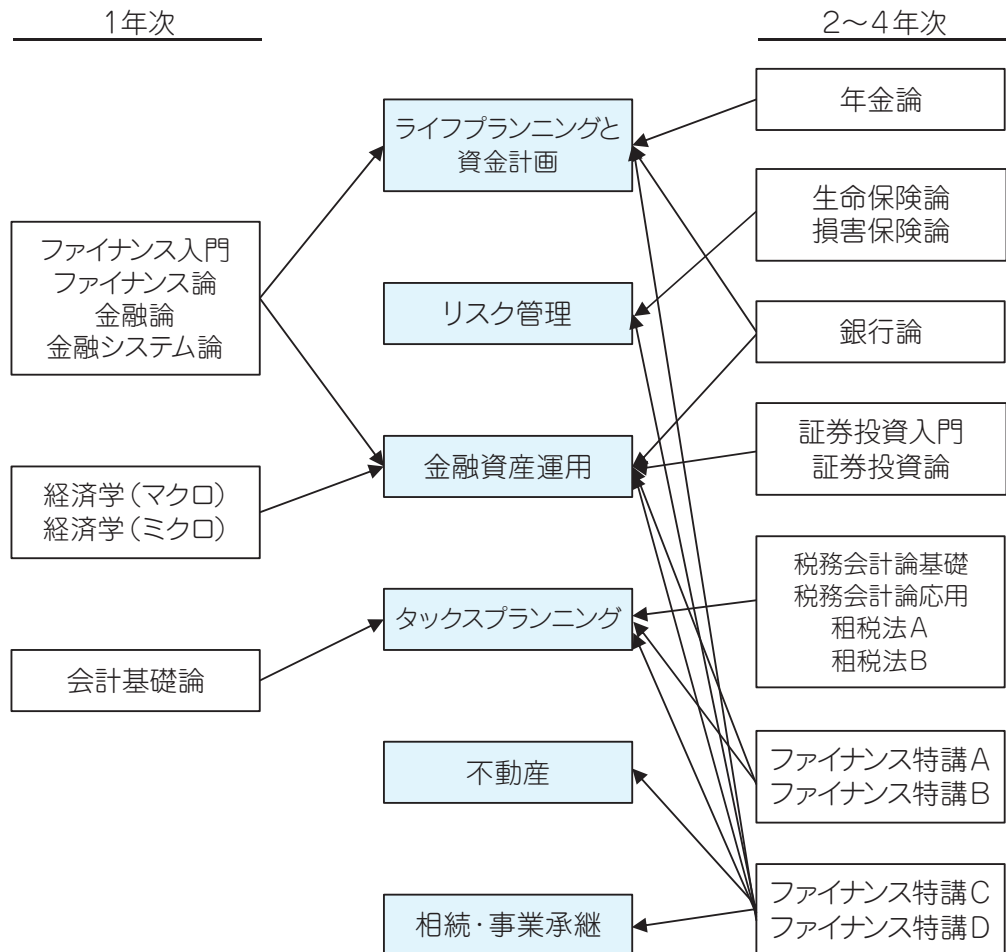 1年次
ファイナンス入門
ファイナンス論
金融論
金融システム論
経済学(マクロ)
経済学(ミクロ)
会計基礎論
ライフプランニングと
資金計画
リスク管理
金融資産運用
タックスプランニング
不動産
相続・事業承継
2〜4年次
年金論
生命保険論
損害保険論
銀行論
証券投資入門
証券投資論
税務会計論基礎
税務会計論応用
租税法A
租税法B
ファイナンス特講A
ファイナンス特講B
ファイナンス特講C
ファイナンス特講D